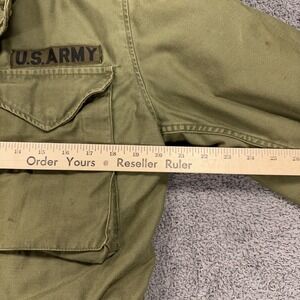 U.S. ARMY
14 15 16 17 18 19 20 21 22 23 24 25 26
Order Yours @ Reseller Ruler